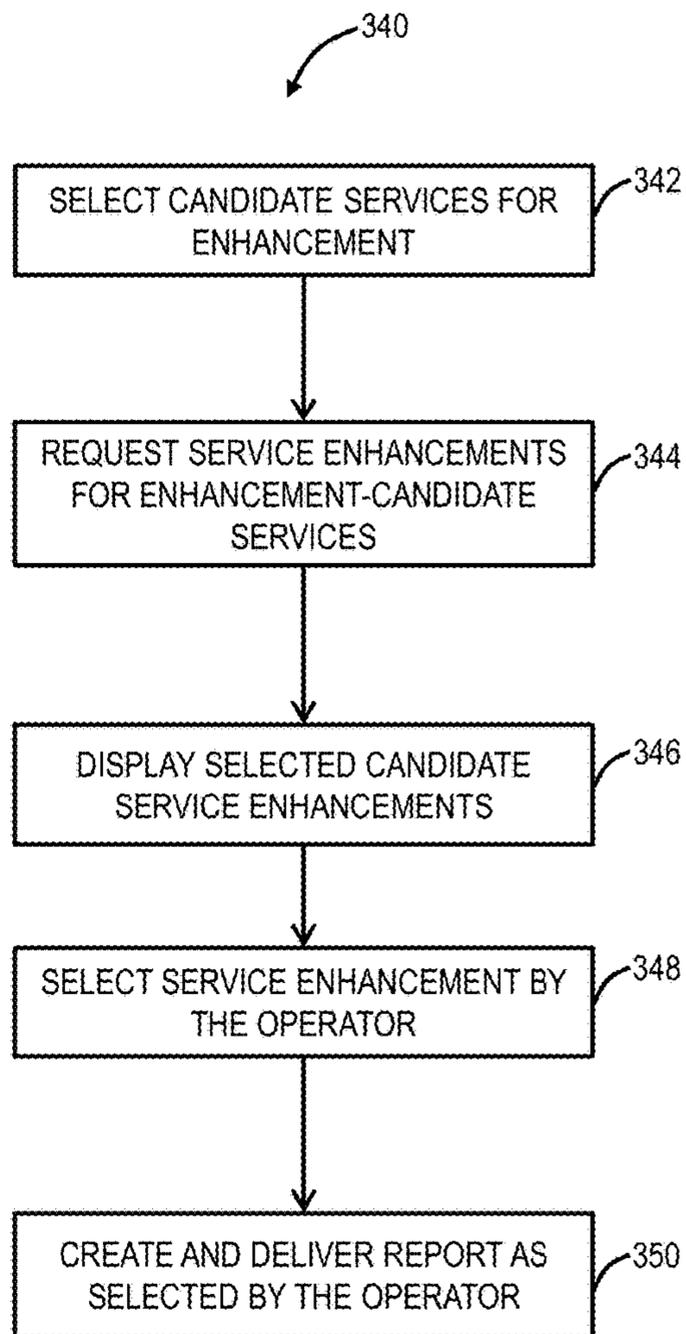 340
SELECT CANDIDATE SERVICES FOR
ENHANCEMENT
342
REQUEST SERVICE ENHANCEMENTS
FOR ENHANCEMENT-CANDIDATE
SERVICES
344
DISPLAY SELECTED CANDIDATE
SERVICE ENHANCEMENTS
346
SELECT SERVICE ENHANCEMENT BY
THE OPERATOR
348
CREATE AND DELIVER REPORT AS
SELECTED BY THE OPERATOR
350